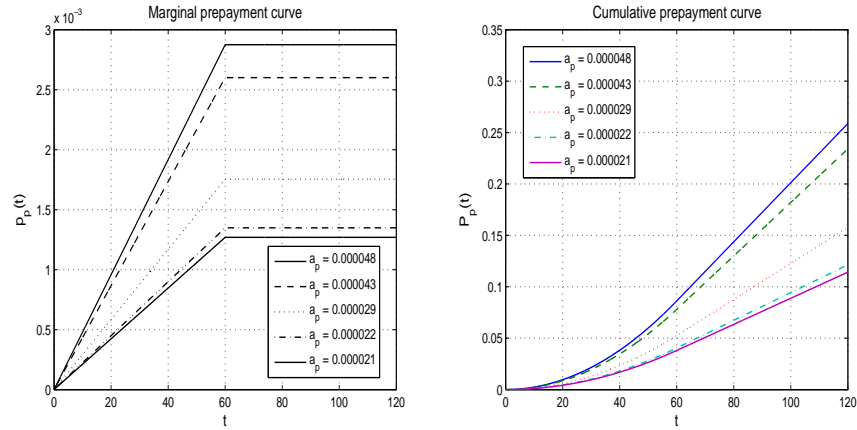 Marginal prepayment curve
x 10^-3
3
2.5
2
1.5
1
0.5
0
0 20 40 60 80 100 120
p_p(t)
t
a_p = 0.000048
a_p = 0.000043
a_p = 0.000029
a_p = 0.000022
a_p = 0.000021
Cumulative prepayment curve
0.35
0.3
0.25
0.2
0.15
0.1
0.05
0
0 20 40 60 80 100 120
P_p(t)
t
a_p = 0.000048
a_p = 0.000043
a_p = 0.000029
a_p = 0.000022
a_p = 0.000021